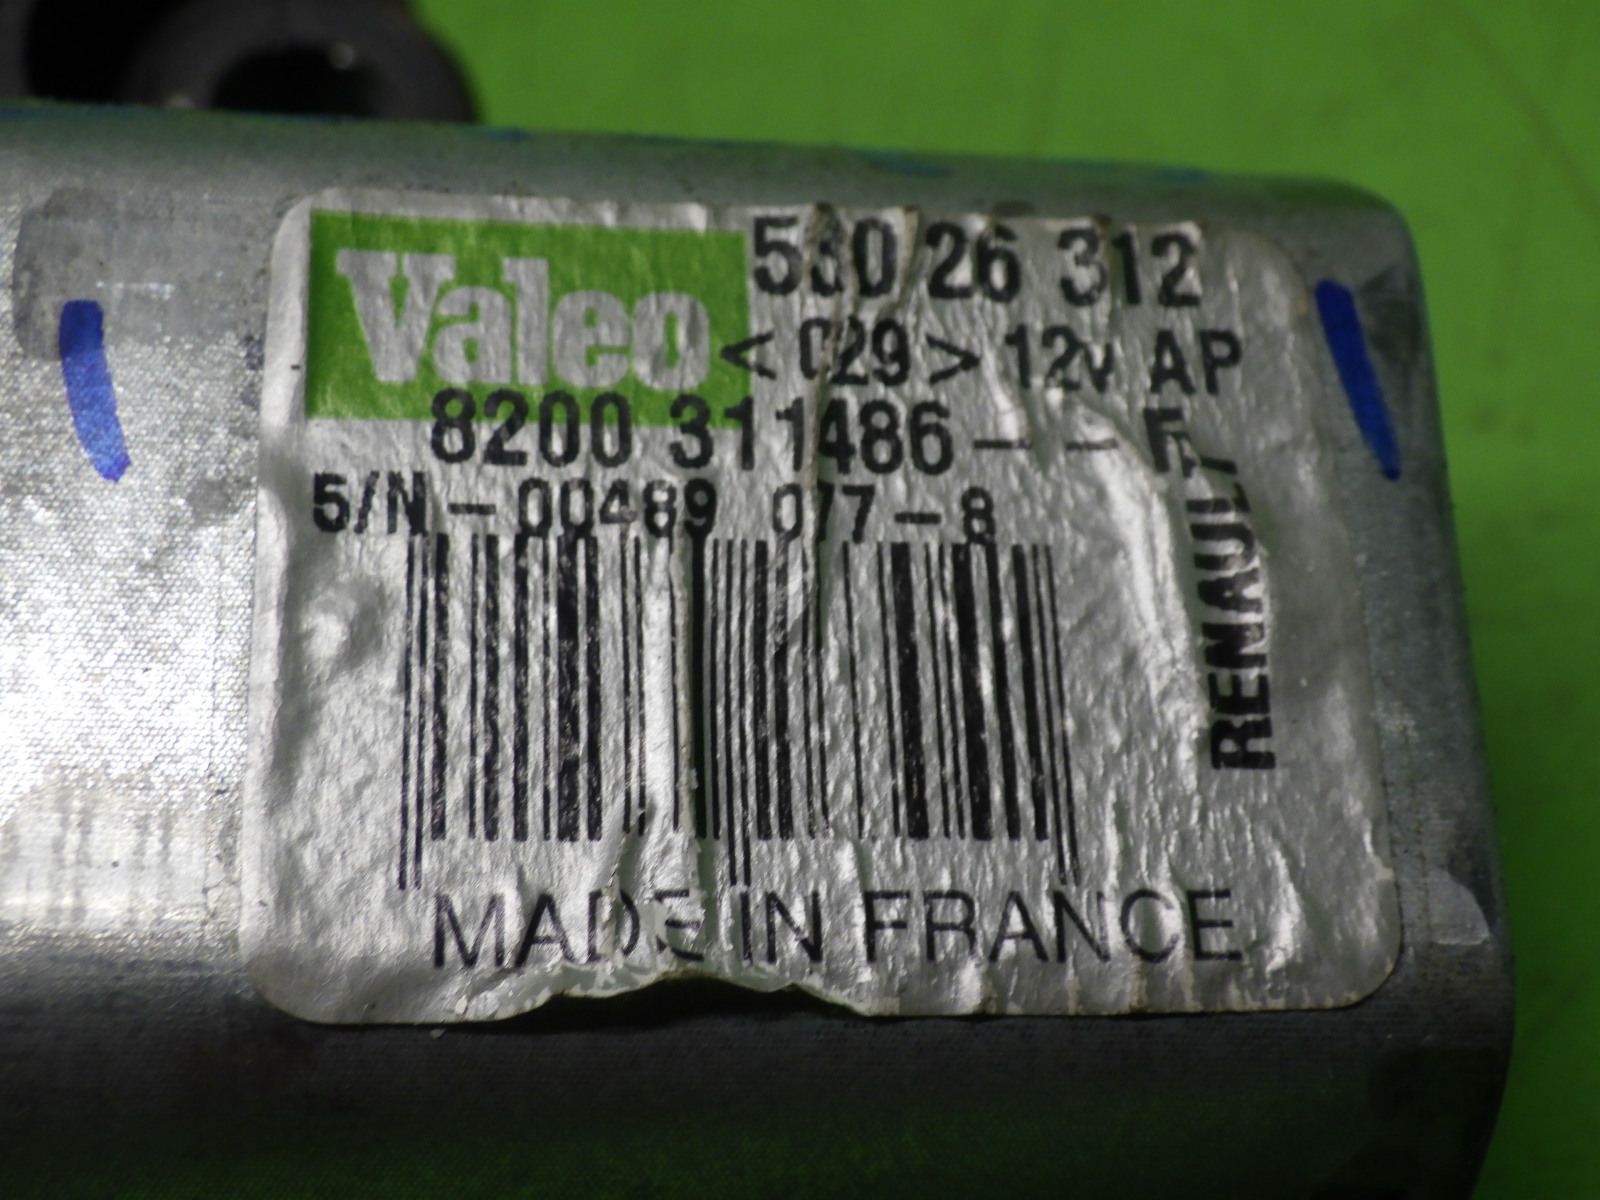 Valeo
530 26 312
< 029 > 12v AP
8200 311486 - - F
S/N - 00489 077 - 8
RENAULT
MADE IN FRANCE